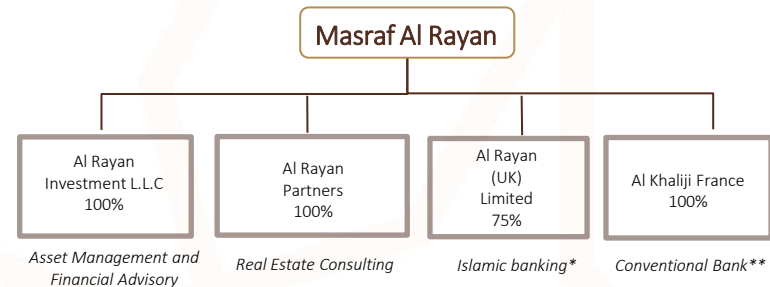 Masraf Al Rayan
Al Rayan
Investment L.L.C
100%
Al Rayan
Partners
100%
Al Rayan
(UK)
Limited
75%
Al Khaliji France
100%
Asset Management and
Financial Advisory
Real Estate Consulting
Islamic banking*
Conventional Bank**